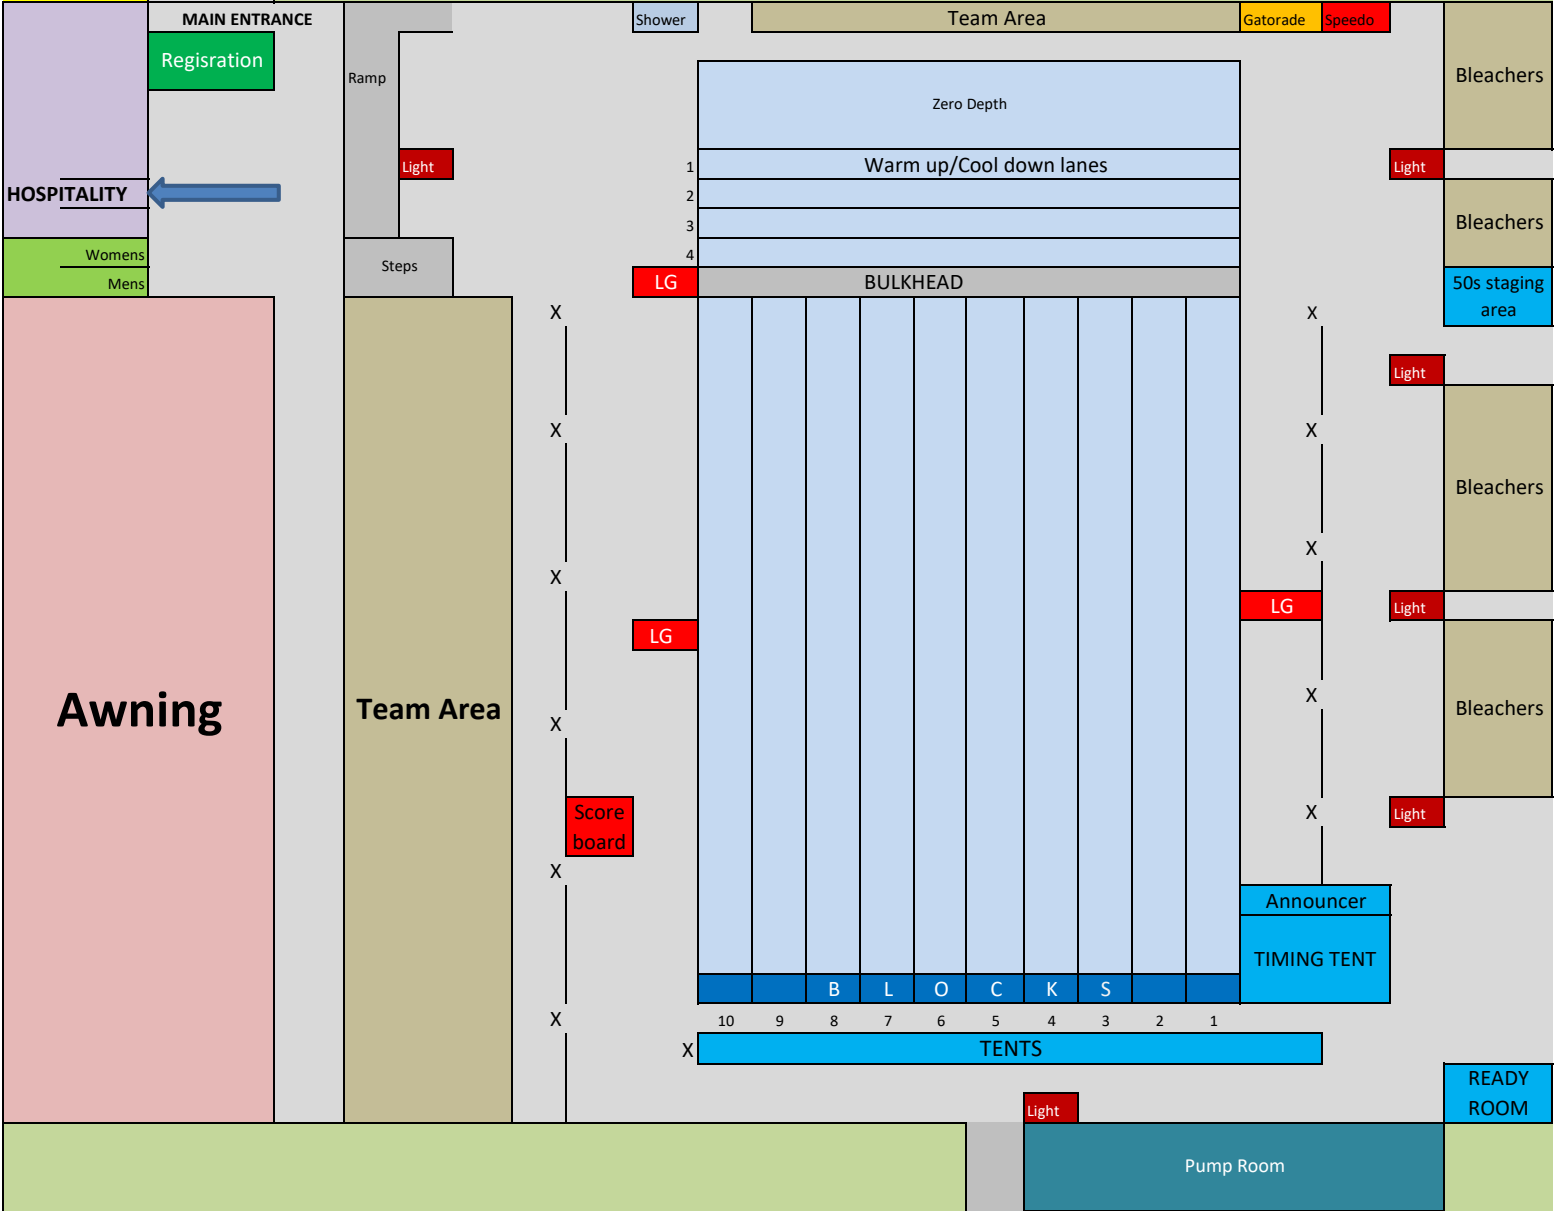 MAIN ENTRANCE
Shower
Team Area
Gatorade
Speedo
Regisration
Ramp
Bleachers
Zero Depth
Light
1
Warm up/Cool down lanes
Light
HOSPITALITY
2
3
Bleachers
Womens
4
Steps
Mens
LG
BULKHEAD
50s staging
area
X
X
Light
X
X
Bleachers
X
X
LG
Light
LG
X
Awning
Team Area
X
Bleachers
Score
board
X
Light
X
Announcer
TIMING TENT
B L O C K S
X
10 9 8 7 6 5 4 3 2 1
X
TENTS
READY
ROOM
Light
Pump Room